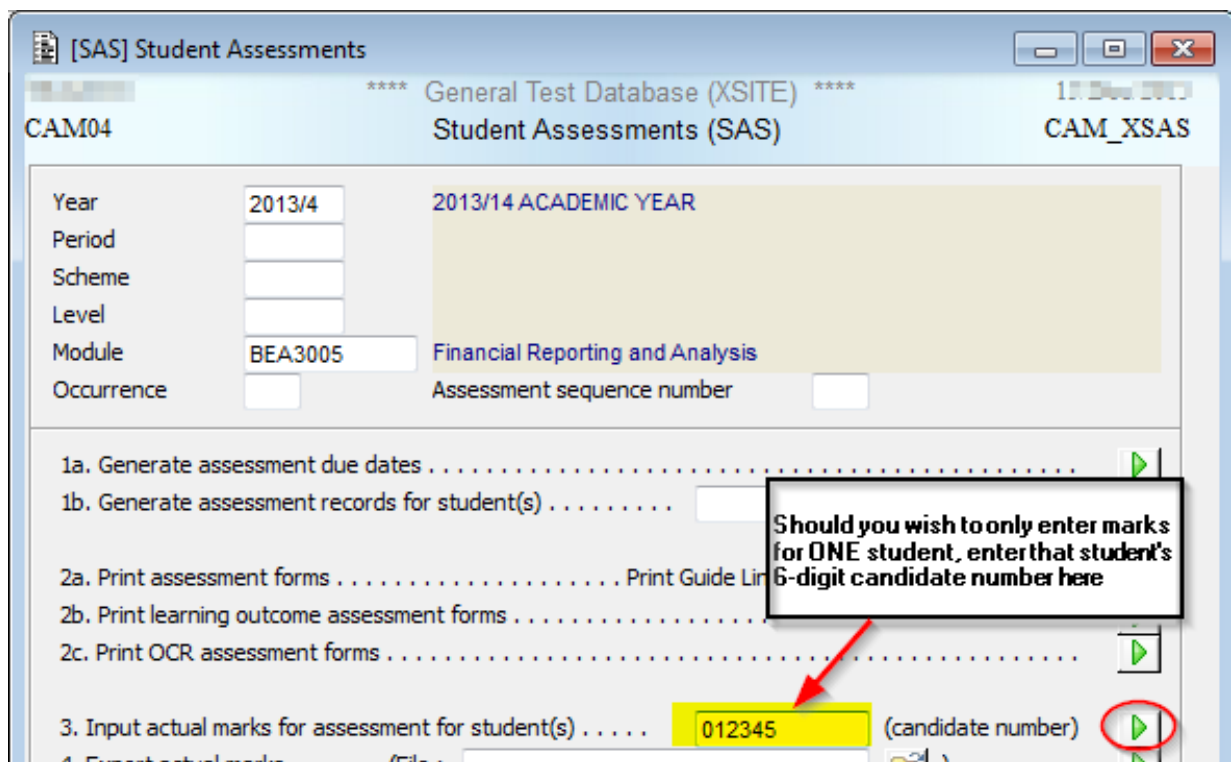 [SAS] Student Assessments
**** General Test Database (XSITE) ****
CAM04 Student Assessments (SAS) CAM_XSAS
Year 2013/4 2013/14 ACADEMIC YEAR
Period
Scheme
Level
Module BEA3005 Financial Reporting and Analysis
Occurrence Assessment sequence number
1a. Generate assessment due dates . . . . . . . . . . . . . . . . . . . . . . . . . . . . . . . . . . . . . . . . . . . . . .
1b. Generate assessment records for student(s) . . . . . . . . .
Should you wish to only enter marks
for ONE student, enter that student's
6-digit candidate number here
2a. Print assessment forms . . . . . . . . . . . . . . . . . . . . Print Guide
2b. Print learning outcome assessment forms . . . . . . . . . . . . . . . . . .
2c. Print OCR assessment forms . . . . . . . . . . . . . . . . . . . . . . . . . . . . . . . . . . . . . . . . . . . . . . . . .
3. Input actual marks for assessment for student(s) . . . . . 012345 (candidate number)